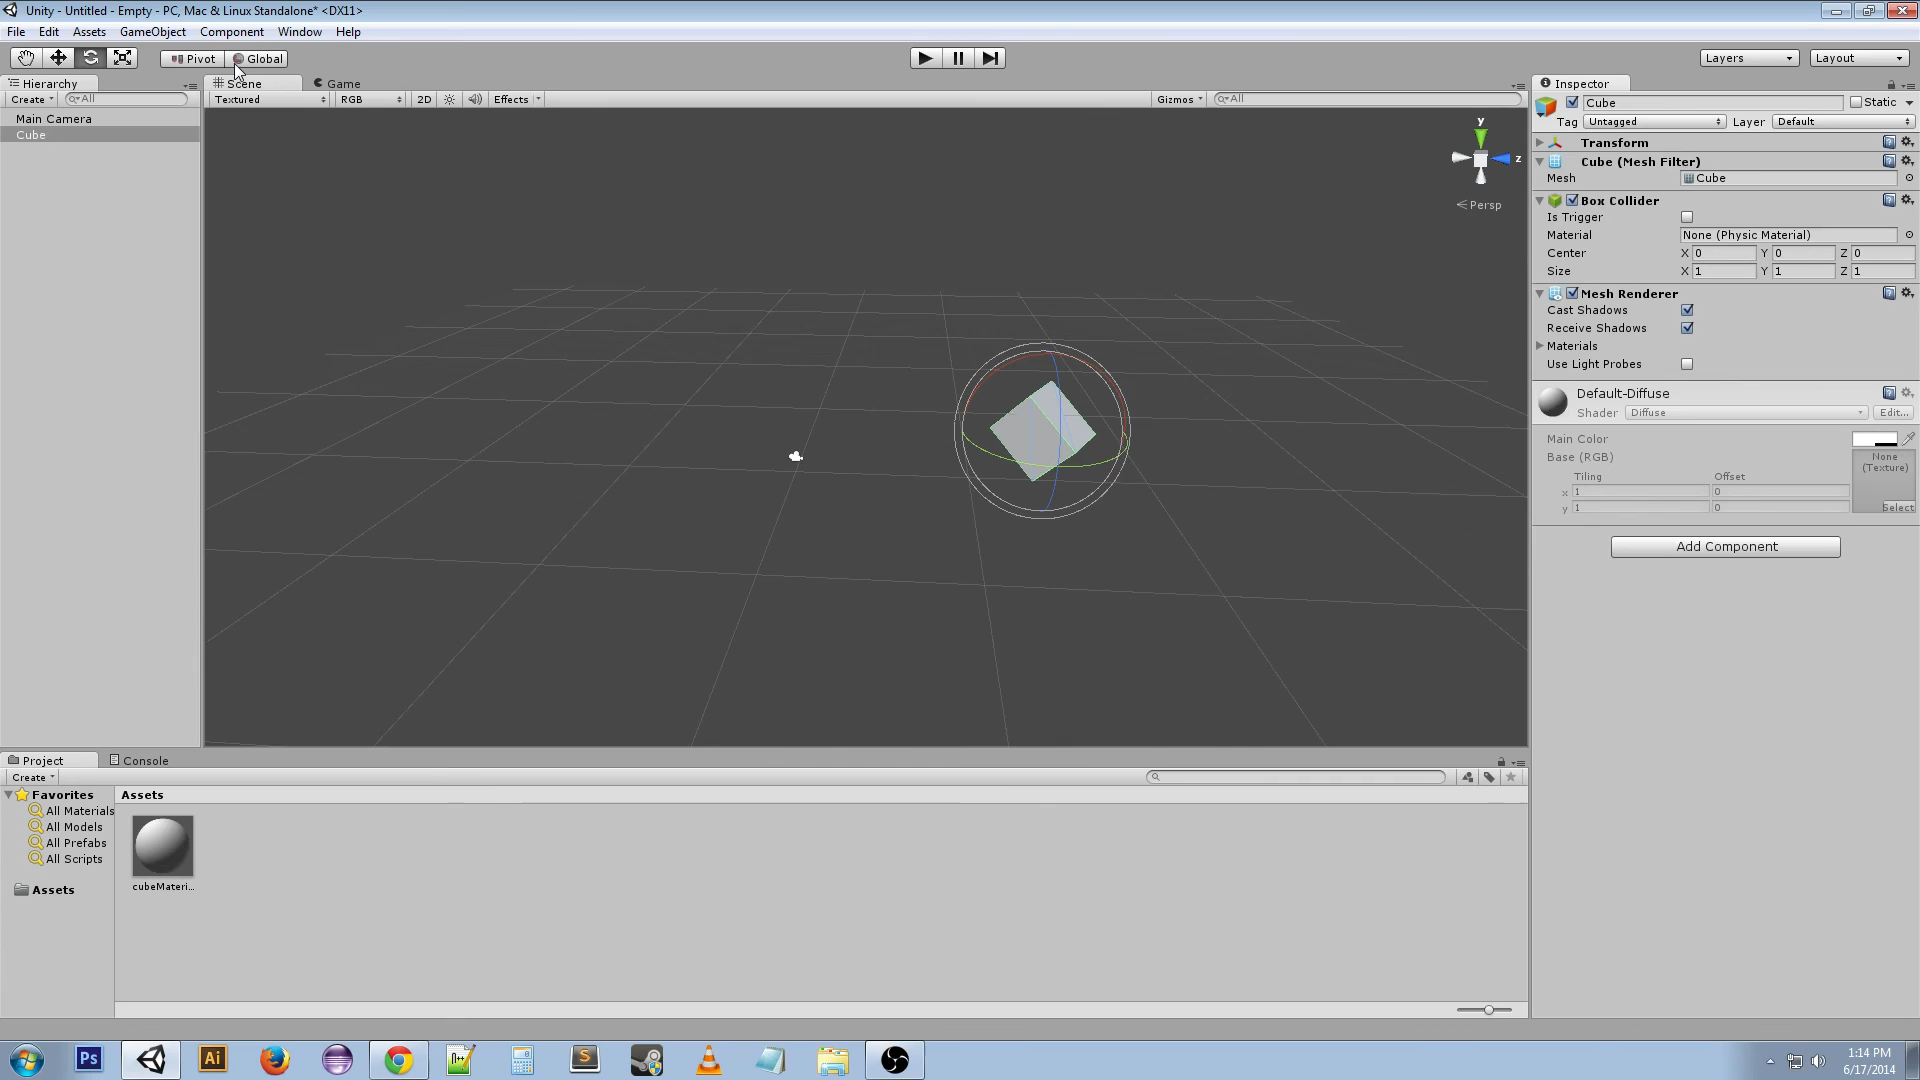 Unity - Untitled - Empty - PC, Mac & Linux Standalone* <DX11>
File Edit Assets GameObject Component Window Help
Pivot Global Layers Layout
Hierarchy Scene Game Inspector
Create All Textured RGB 2D Effects Gizmos All
Cube Static
Tag Untagged Layer Default
Main Camera
Cube
y
z
Persp
Transform
Cube (Mesh Filter)
Mesh Cube
Box Collider
Is Trigger
Material None (Physic Material)
Center X 0 Y 0 Z 0
Size X 1 Y 1 Z 1
Mesh Renderer
Cast Shadows
Receive Shadows
Materials
Use Light Probes
Default-Diffuse
Shader Diffuse Edit...
Main Color
Base (RGB) None (Texture)
Tiling Offset
x 1 0
y 1 0 Select
Add Component
Project Console
Create
Favorites Assets
All Materials
All Models
All Prefabs
All Scripts
cubeMateri...
Assets
Ps Ai S
1:14 PM
6/17/2014